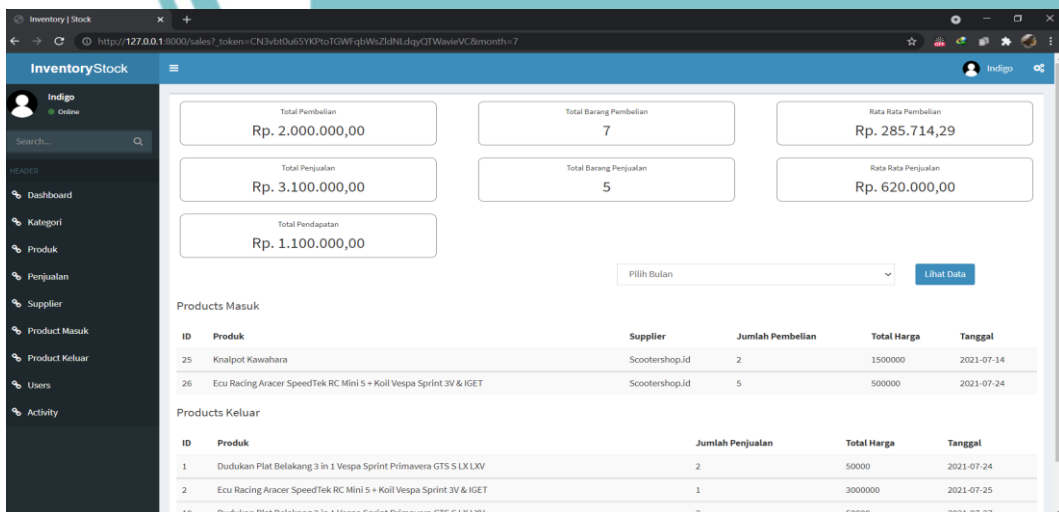 Inventory | Stock
http://127.0.0.1:8000/sales?_token=CN3vbt0u65YKPtoTGWFqbWsZldNLdqyQTWavieVC&month=7
InventoryStock
Indigo
Indigo
Online
Search...
HEADER
Dashboard
Kategori
Produk
Penjualan
Supplier
Product Masuk
Product Keluar
Users
Activity
Total Pembelian
Rp. 2.000.000,00
Total Barang Pembelian
7
Rata Rata Pembelian
Rp. 285.714,29
Total Penjualan
Rp. 3.100.000,00
Total Barang Penjualan
5
Rata Rata Penjualan
Rp. 620.000,00
Total Pendapatan
Rp. 1.100.000,00
Pilih Bulan
Lihat Data
Products Masuk
ID Produk Supplier Jumlah Pembelian Total Harga Tanggal
25 Knalpot Kawahara Scootershop.id 2 1500000 2021-07-14
26 Ecu Racing Aracer SpeedTek RC Mini 5 + Koil Vespa Sprint 3V & IGET Scootershop.id 5 500000 2021-07-24
Products Keluar
ID Produk Jumlah Penjualan Total Harga Tanggal
1 Dudukan Plat Belakang 3 in 1 Vespa Sprint Primavera GTS S LX LXV 2 50000 2021-07-24
2 Ecu Racing Aracer SpeedTek RC Mini 5 + Koil Vespa Sprint 3V & IGET 1 3000000 2021-07-25